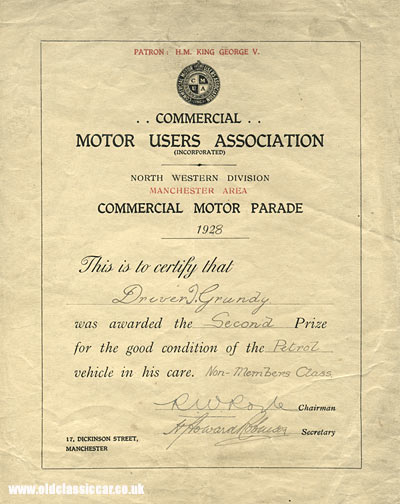 PATRON : H.M. KING GEORGE V.
. . COMMERCIAL . .
MOTOR USERS ASSOCIATION
(INCORPORATED)
NORTH WESTERN DIVISION
MANCHESTER AREA
COMMERCIAL MOTOR PARADE
1928
This is to certify that
Driver J. Grundy
was awarded the Second Prize
for the good condition of the Petrol
vehicle in his care. Non-Members Class
R W Royle Chairman
Howard Secretary
17, DICKINSON STREET,
MANCHESTER
www.oldclassiccar.co.uk